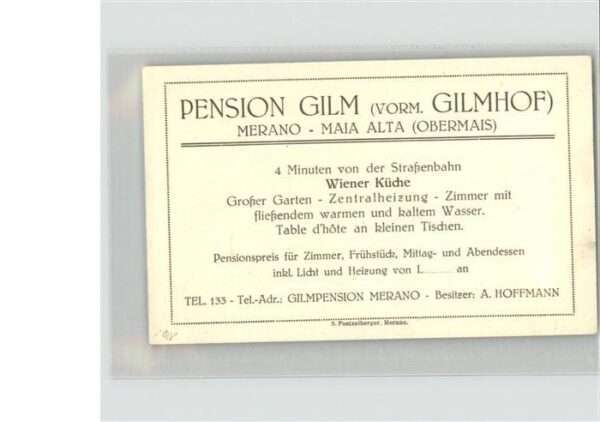 PENSION GILM (VORM. GILMHOF)
MERANO - MAIA ALTA (OBERMAIS)
4 Minuten von der Straßenbahn
Wiener Küche
Großer Garten - Zentralheizung - Zimmer mit
fließendem warmen und kaltem Wasser.
Table d'hôte an kleinen Tischen.
Pensionspreis für Zimmer, Frühstück, Mittag- und Abendessen
inkl. Licht und Heizung von L.......... an
TEL. 133 - Tel.-Adr.: GILMPENSION MERANO - Besitzer: A. HOFFMANN
Merano.